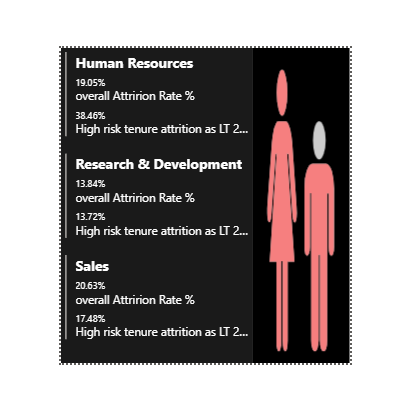 Human Resources
19.05%
overall Attririon Rate %
38.46%
High risk tenure attrition as LT 2...
Research & Development
13.84%
overall Attririon Rate %
13.72%
High risk tenure attrition as LT 2...
Sales
20.63%
overall Attririon Rate %
17.48%
High risk tenure attrition as LT 2...